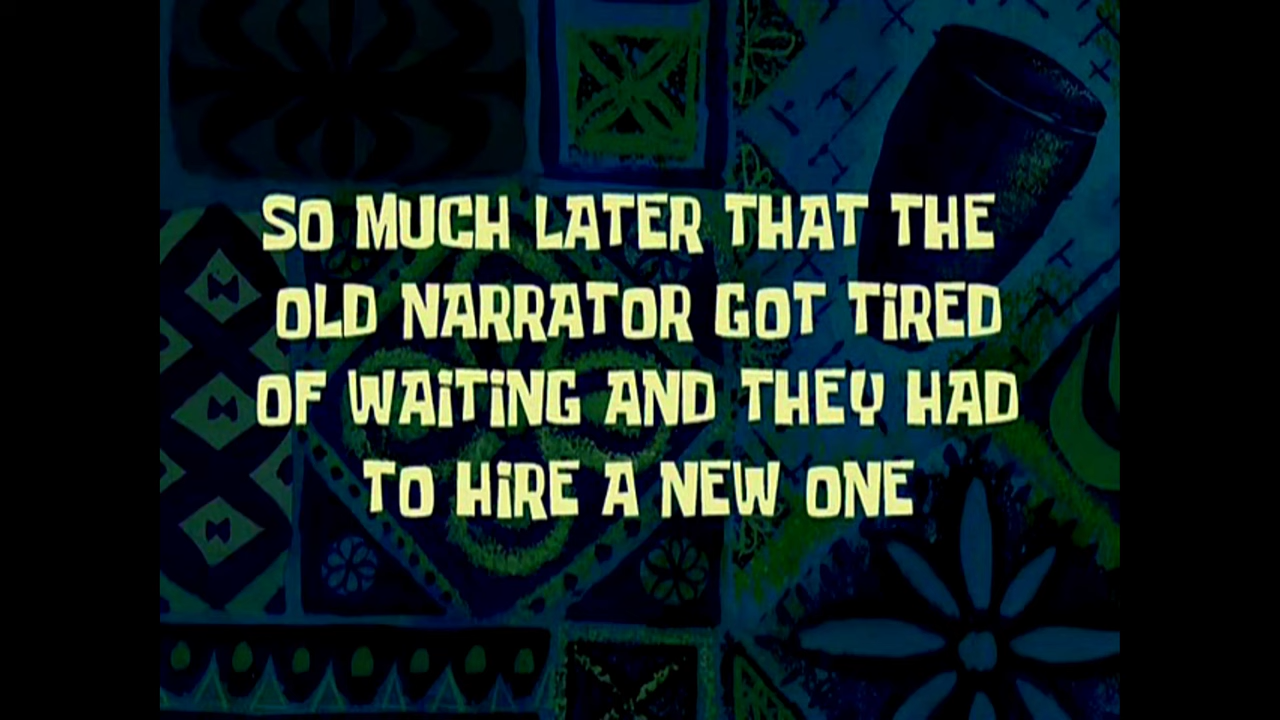 SO MUCH LATER THAT THE
OLD NARRATOR GOT TiRED
OF WAiTiNG AND THEY HAD
TO HiRE A NEW ONE